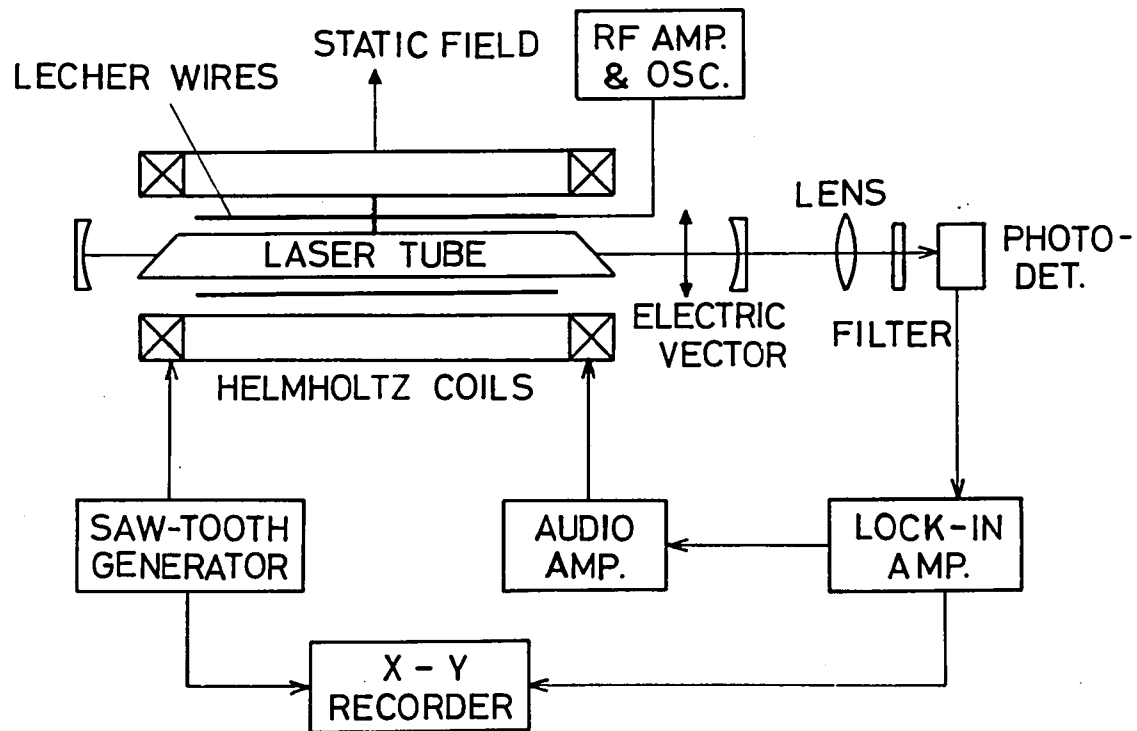 STATIC FIELD
RF AMP.
& OSC.
LECHER WIRES
LENS
LASER TUBE
PHOTO-
DET.
ELECTRIC
VECTOR
FILTER
HELMHOLTZ COILS
SAW-TOOTH
GENERATOR
AUDIO
AMP.
LOCK-IN
AMP.
X-Y
RECORDER